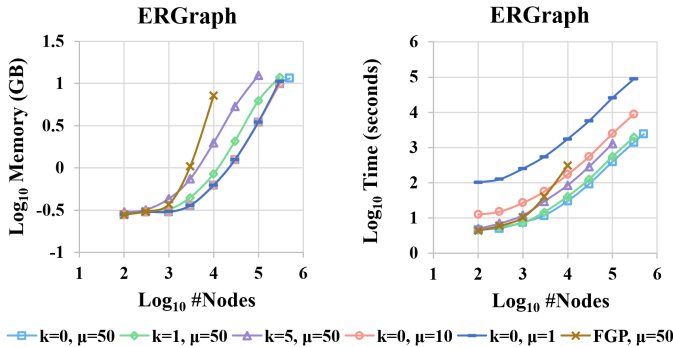 ERGraph
Log10 Memory (GB)
1.5
1
0.5
0
-0.5
-1
1 2 3 4 5 6
Log10 #Nodes
ERGraph
Log10 Time (seconds)
6
5
4
3
2
1
0
1 2 3 4 5 6
Log10 #Nodes
k=0, μ=50 k=1, μ=50 k=5, μ=50 k=0, μ=10 k=0, μ=1 FGP, μ=50